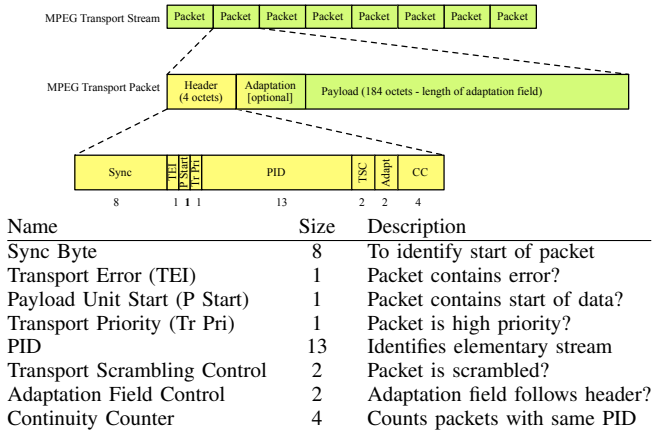 MPEG Transport Stream Packet Packet Packet Packet Packet Packet Packet Packet
MPEG Transport Packet Header (4 octets) Adaptation [optional] Payload (184 octets - length of adaptation field)
Sync TEI P Start Tr Pri PID TSC Adapt CC
8 1 1 1 13 2 2 4
Name Size Description
Sync Byte 8 To identify start of packet
Transport Error (TEI) 1 Packet contains error?
Payload Unit Start (P Start) 1 Packet contains start of data?
Transport Priority (Tr Pri) 1 Packet is high priority?
PID 13 Identifies elementary stream
Transport Scrambling Control 2 Packet is scrambled?
Adaptation Field Control 2 Adaptation field follows header?
Continuity Counter 4 Counts packets with same PID